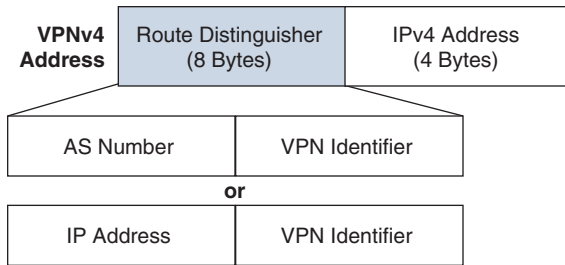 VPNv4
Address
Route Distinguisher
(8 Bytes)
IPv4 Address
(4 Bytes)
AS Number
VPN Identifier
or
IP Address
VPN Identifier